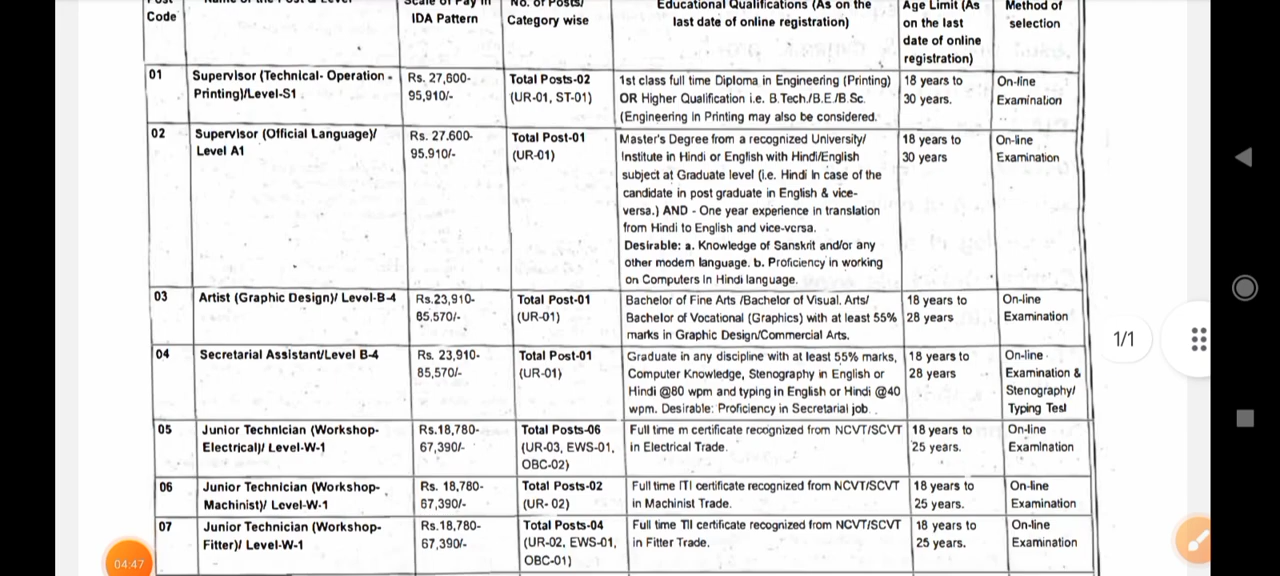 Code
IDA Pattern
Category wise
Educational Qualifications (As on the
last date of online registration)
Age Limit (As
on the last
date of online
registration)
Method of
selection
01
Supervisor (Technical- Operation -
Printing)/Level-S1
Rs. 27,600-
95,910/-
Total Posts-02
(UR-01, ST-01)
1st class full time Diploma in Engineering (Printing)
OR Higher Qualification i.e. B.Tech./B.E./B.Sc.
(Engineering in Printing may also be considered.
18 years to
30 years.
On-line
Examination
02
Supervisor (Official Language)/
Level A1
Rs. 27.600-
95,910/-
Total Post-01
(UR-01)
Master's Degree from a recognized University/
Institute in Hindi or English with Hindi/English
subject at Graduate level (i.e. Hindi In case of the
candidate in post graduate in English & vice-
versa.) AND - One year experience in translation
from Hindi to English and vice-versa.
Desirable: a. Knowledge of Sanskrit and/or any
other modem language. b. Proficiency in working
on Computers In Hindi language.
18 years to
30 years
On-line
Examination
03
Artist (Graphic Design)/ Level-B-4
Rs.23,910-
85,570/-
Total Post-01
(UR-01)
Bachelor of Fine Arts /Bachelor of Visual. Arts/
Bachelor of Vocational (Graphics) with at least 55%
marks in Graphic Design/Commercial Arts.
18 years to
28 years
On-line
Examination
04
Secretarial Assistant/Level B-4
Rs. 23,910-
85,570/-
Total Post-01
(UR-01)
Graduate in any discipline with at least 55% marks,
Computer Knowledge, Stenography in English or
Hindi @80 wpm and typing in English or Hindi @40
wpm. Desirable: Proficiency in Secretarial job.
18 years to
28 years
On-line
Examination &
Stenography/
Typing Test
05
Junior Technician (Workshop-
Electrical)/ Level-W-1
Rs.18,780-
67,390/-
Total Posts-06
(UR-03, EWS-01,
OBC-02)
Full time m certificate recognized from NCVT/SCVT
in Electrical Trade.
18 years to
25 years.
On-line
Examination
06
Junior Technician (Workshop-
Machinist)/ Level-W-1
Rs. 18,780-
67,390/-
Total Posts-02
(UR- 02)
Full time ITI certificate recognized from NCVT/SCVT
in Machinist Trade.
18 years to
25 years.
On-line
Examination
07
Junior Technician (Workshop-
Fitter)/ Level-W-1
Rs.18,780-
67,390/-
Total Posts-04
(UR-02, EWS-01,
OBC-01)
Full time TII certificate recognized from NCVT/SCVT
in Fitter Trade.
18 years to
25 years.
On-line
Examination
1/1
04:47